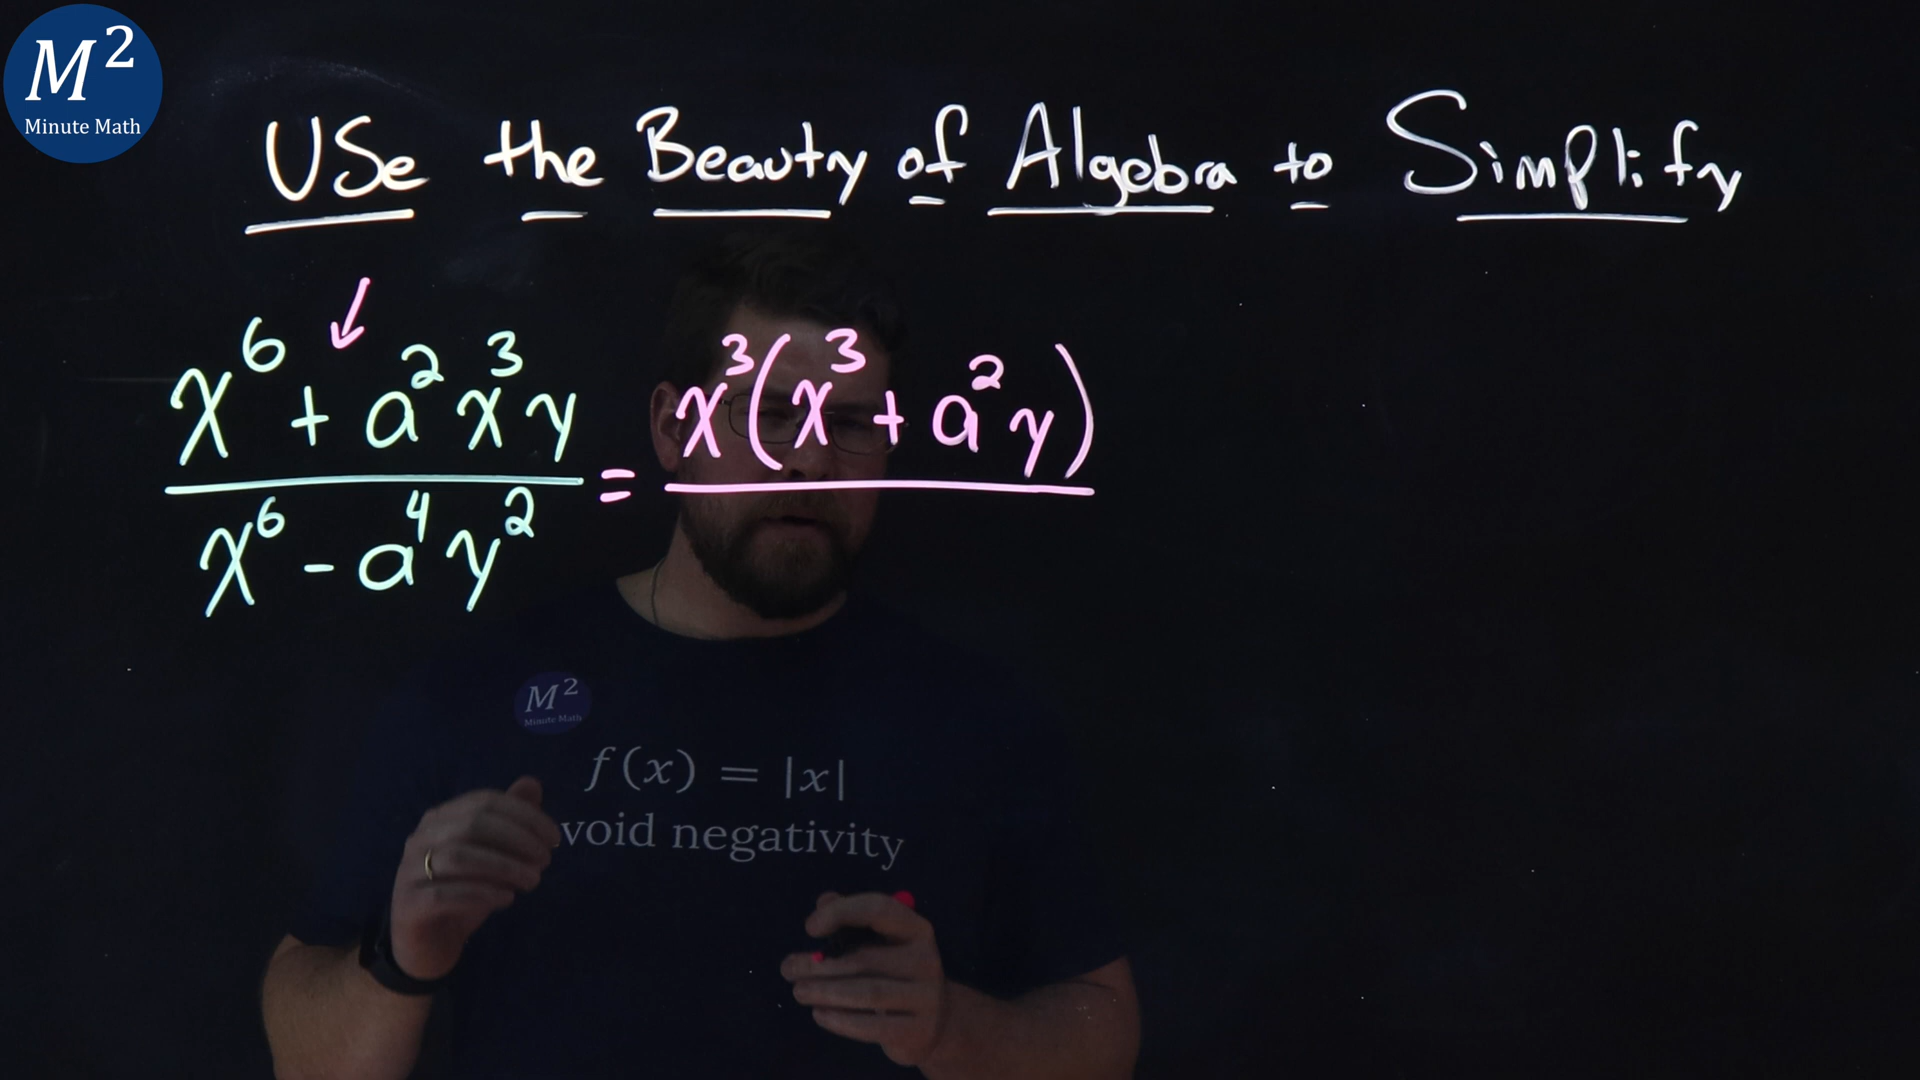 M²
Minute Math
USe the Beauty of Algebra to Simplify
x⁶ + a²x³y / x⁶ - a⁴y² = x³(x³ + a²y)
M²
Minute Math
f(x) = |x|
void negativity